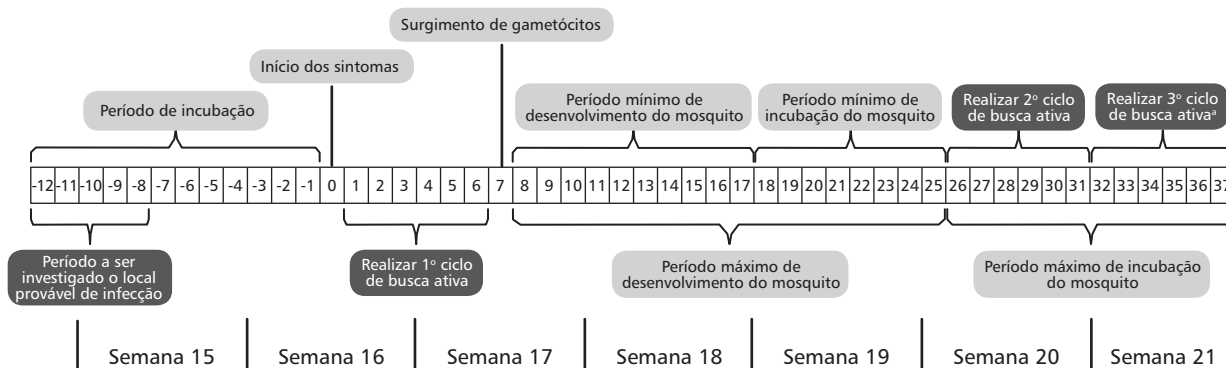 Surgimento de gametócitos
Início dos sintomas
Período de incubação
Período mínimo de
desenvolvimento do mosquito
Período mínimo de
incubação do mosquito
Realizar 2º ciclo
de busca ativa
Realizar 3º ciclo
de busca ativaª
-12 -11 -10 -9 -8 -7 -6 -5 -4 -3 -2 -1 0 1 2 3 4 5 6 7 8 9 10 11 12 13 14 15 16 17 18 19 20 21 22 23 24 25 26 27 28 29 30 31 32 33 34 35 36 37
Período a ser
investigado o local
provável de infecção
Realizar 1º ciclo
de busca ativa
Período máximo de
desenvolvimento do mosquito
Período máximo de incubação
do mosquito
Semana 15 Semana 16 Semana 17 Semana 18 Semana 19 Semana 20 Semana 21